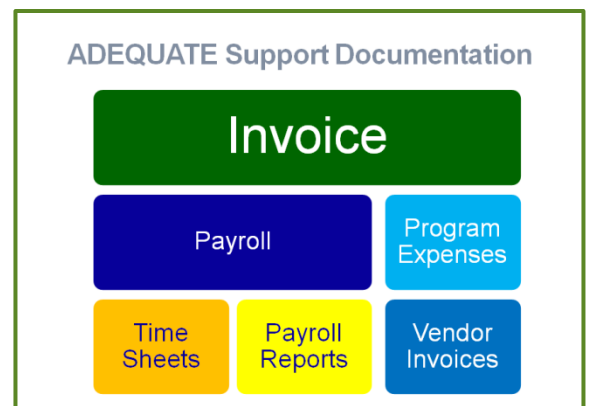 ADEQUATE Support Documentation
Invoice
Payroll
Program
Expenses
Time
Sheets
Payroll
Reports
Vendor
Invoices